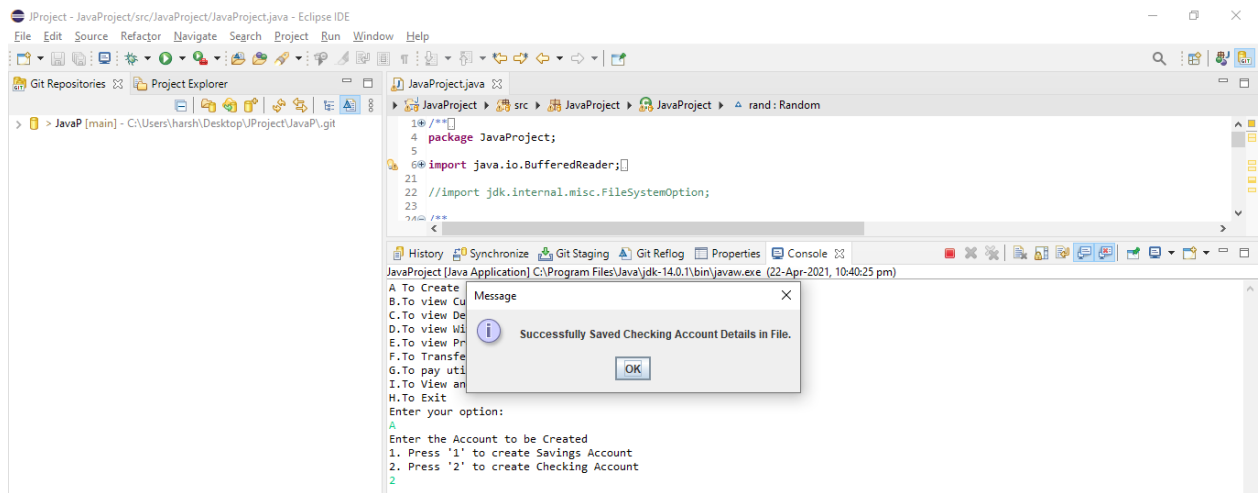 JProject - JavaProject/src/JavaProject/JavaProject.java - Eclipse IDE
File Edit Source Refactor Navigate Search Project Run Window Help
Git Repositories Project Explorer
> JavaP [main] - C:\Users\harsh\Desktop\JProject\JavaP\.git
JavaProject.java
JavaProject src JavaProject JavaProject rand : Random
1 /**
4 package JavaProject;
5
6 import java.io.BufferedReader;
21
22 //import jdk.internal.misc.FileSystemOption;
23
24 /**
History Synchronize Git Staging Git Reflog Properties Console
JavaProject [Java Application] C:\Program Files\Java\jdk-14.0.1\bin\javaw.exe (22-Apr-2021, 10:40:25 pm)
A To Create
B.To view Cu
C.To view De
D.To view Wi
E.To view Pr
F.To Transfe
G.To pay uti
I.To View an
H.To Exit
Enter your option:
A
Enter the Account to be Created
1. Press '1' to create Savings Account
2. Press '2' to create Checking Account
2
Message
Successfully Saved Checking Account Details in File.
OK